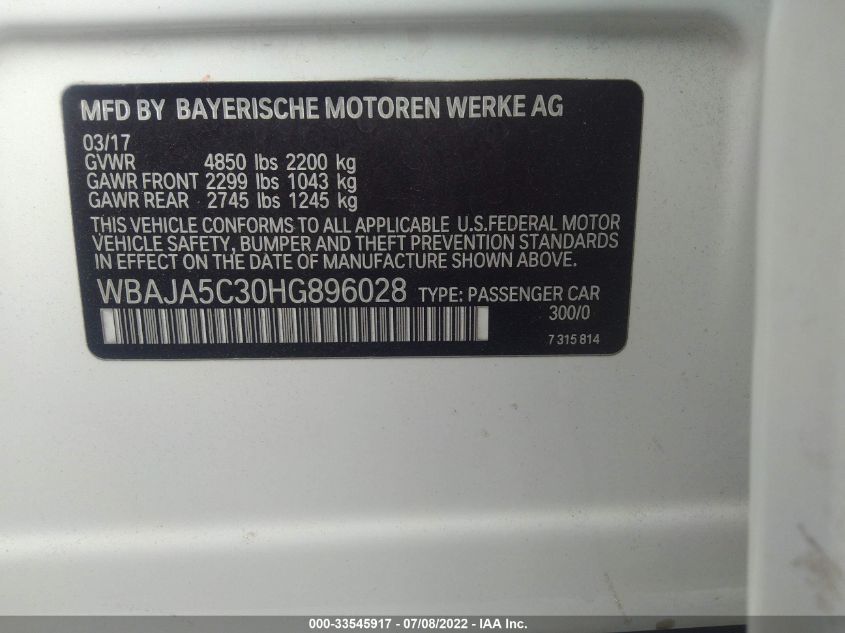 MFD BY BAYERISCHE MOTOREN WERKE AG
03/17
GVWR 4850 lbs 2200 kg
GAWR FRONT 2299 lbs 1043 kg
GAWR REAR 2745 lbs 1245 kg
THIS VEHICLE CONFORMS TO ALL APPLICABLE U.S.FEDERAL MOTOR
VEHICLE SAFETY, BUMPER AND THEFT PREVENTION STANDARDS
IN EFFECT ON THE DATE OF MANUFACTURE SHOWN ABOVE.
WBAJA5C30HG896028 TYPE: PASSENGER CAR
300/0
7 315 814
000-33545917 - 07/08/2022 - © IAA Inc.